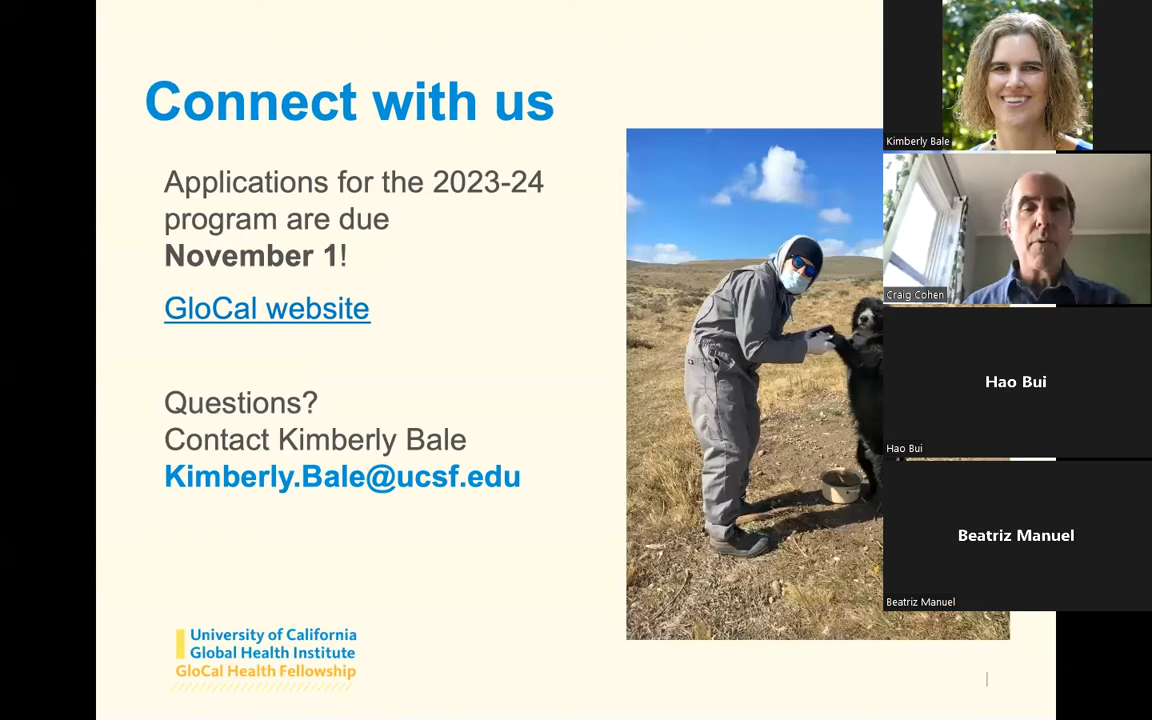 Connect with us
Applications for the 2023-24
program are due
November 1!
GloCal website
Questions?
Contact Kimberly Bale
Kimberly.Bale@ucsf.edu
University of California
Global Health Institute
GloCal Health Fellowship
Kimberly Bale
Craig Cohen
Hao Bui
Hao Bui
Beatriz Manuel
Beatriz Manuel